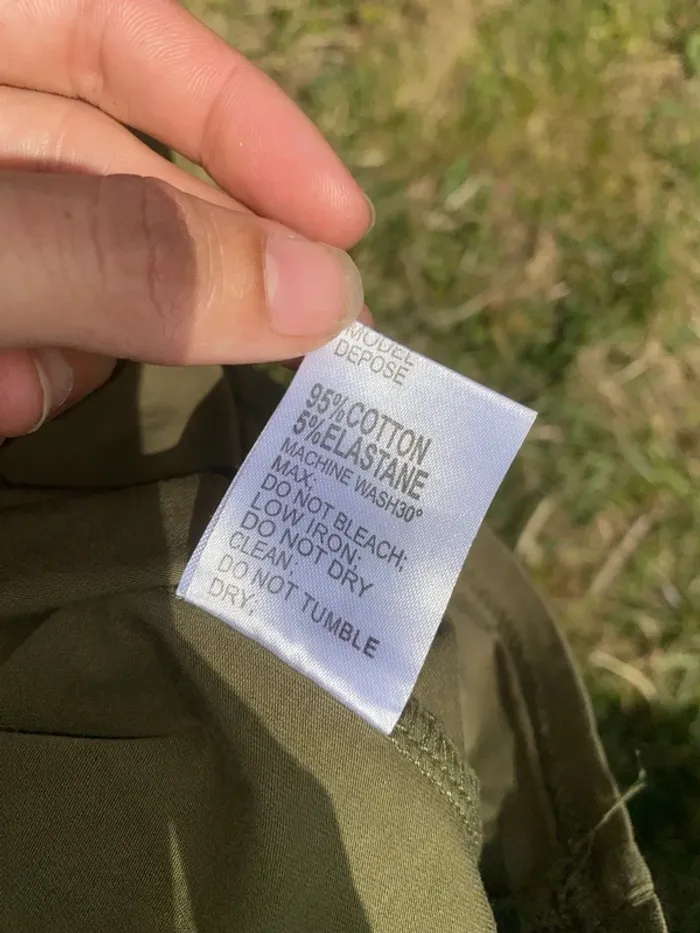 MODEL
DEPOSE
95%COTTON
5%ELASTANE
MACHINE WASH30°
MAX;
DO NOT BLEACH;
LOW IRON;
DO NOT DRY
CLEAN;
DO NOT TUMBLE
DRY;